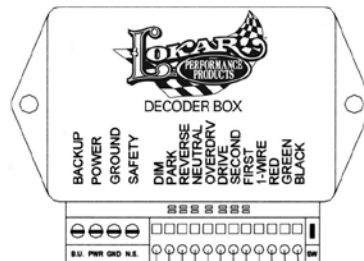 LOKAR
PERFORMANCE
PRODUCTS
DECODER BOX
BACKUP
POWER
GROUND
SAFETY
DIM
PARK
REVERSE
NEUTRAL
OVERDRV
DRIVE
SECOND
FIRST
1-WIRE
RED
GREEN
BLACK
B.U. PWR GND N.S. SW